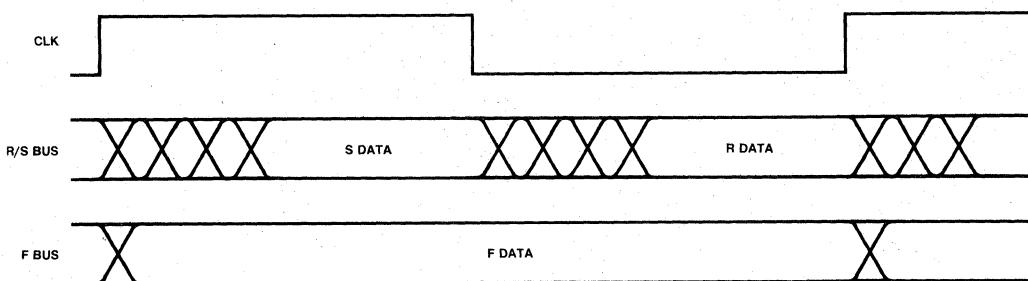 CLK
R/S BUS
S DATA
R DATA
F BUS
F DATA